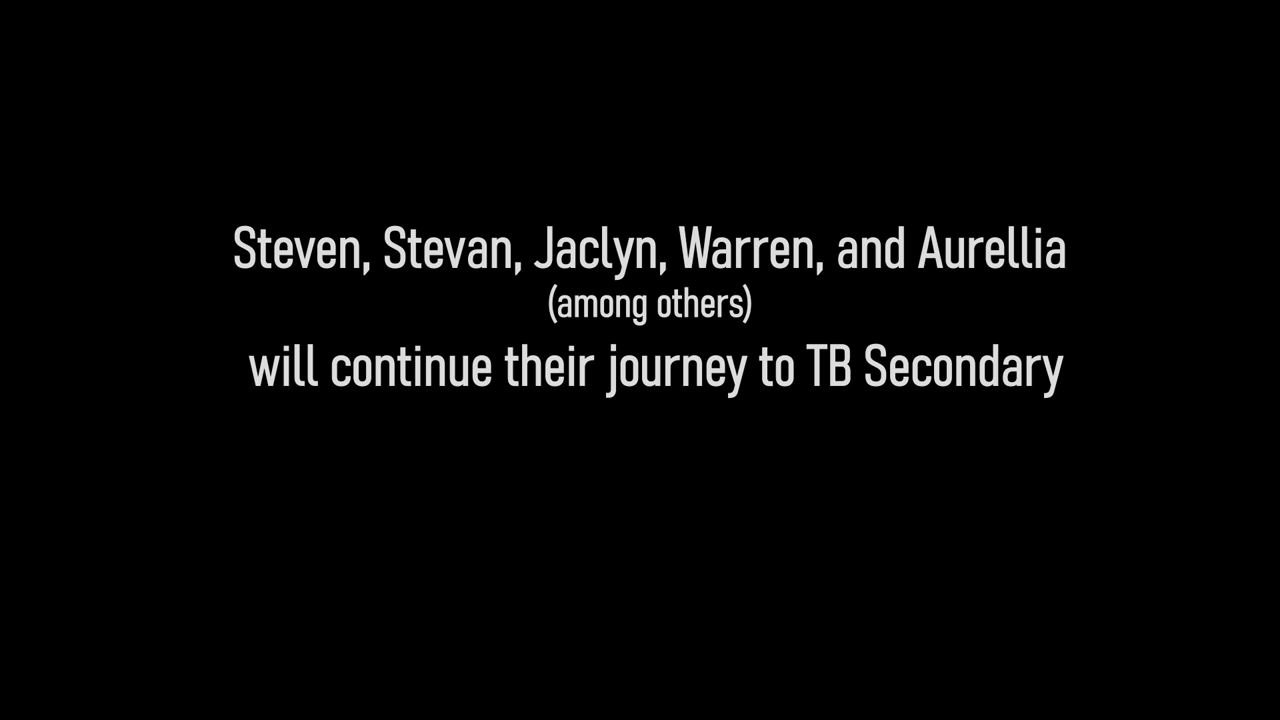 Steven, Stevan, Jaclyn, Warren, and Aurellia
(among others)
will continue their journey to TB Secondary